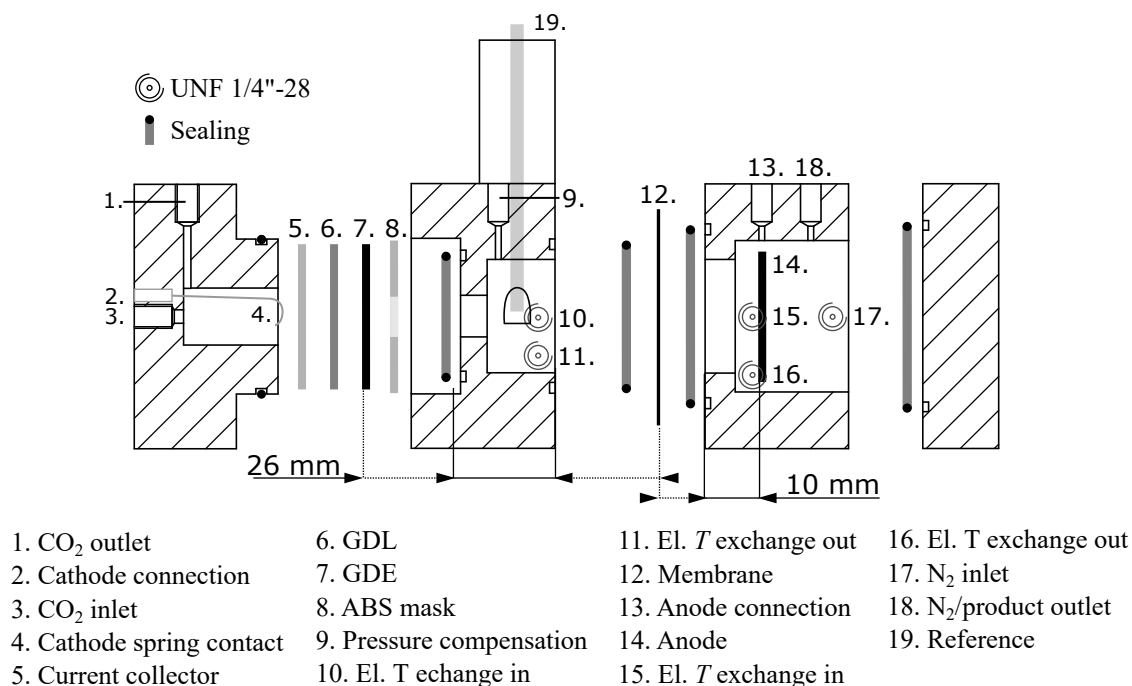 19.
UNF 1/4"-28
Sealing
1.
5. 6. 7. 8.
9.
12.
13. 18.
14.
2.
3.
4.
10.
15.
17.
11.
16.
26 mm
10 mm
1. CO₂ outlet
2. Cathode connection
3. CO₂ inlet
4. Cathode spring contact
5. Current collector
6. GDL
7. GDE
8. ABS mask
9. Pressure compensation
10. El. T echange in
11. El. T exchange out
12. Membrane
13. Anode connection
14. Anode
15. El. T exchange in
16. El. T exchange out
17. N₂ inlet
18. N₂/product outlet
19. Reference